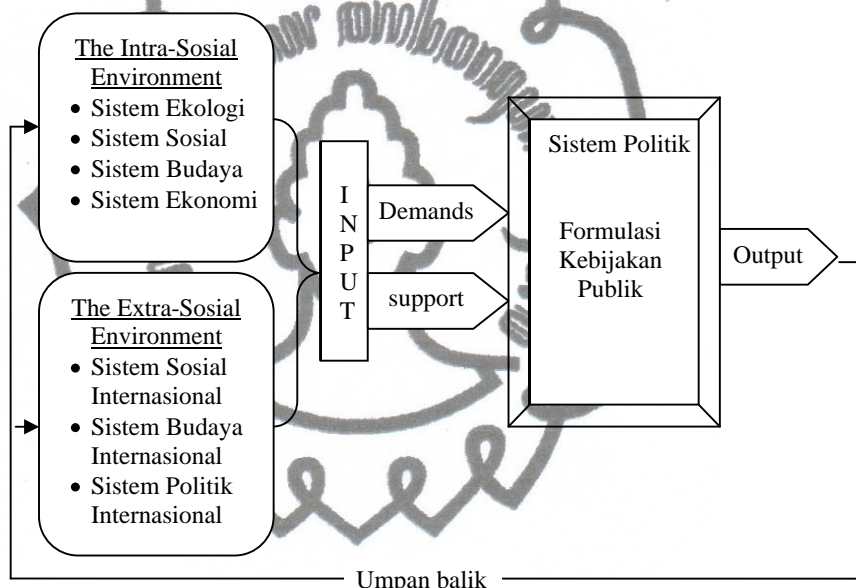 The Intra-Sosial
Environment
• Sistem Ekologi
• Sistem Sosial
• Sistem Budaya
• Sistem Ekonomi
The Extra-Sosial
Environment
• Sistem Sosial
Internasional
• Sistem Budaya
Internasional
• Sistem Politik
Internasional
I
N
P
U
T
Demands
support
Sistem Politik
Formulasi
Kebijakan
Publik
Output
Umpan balik